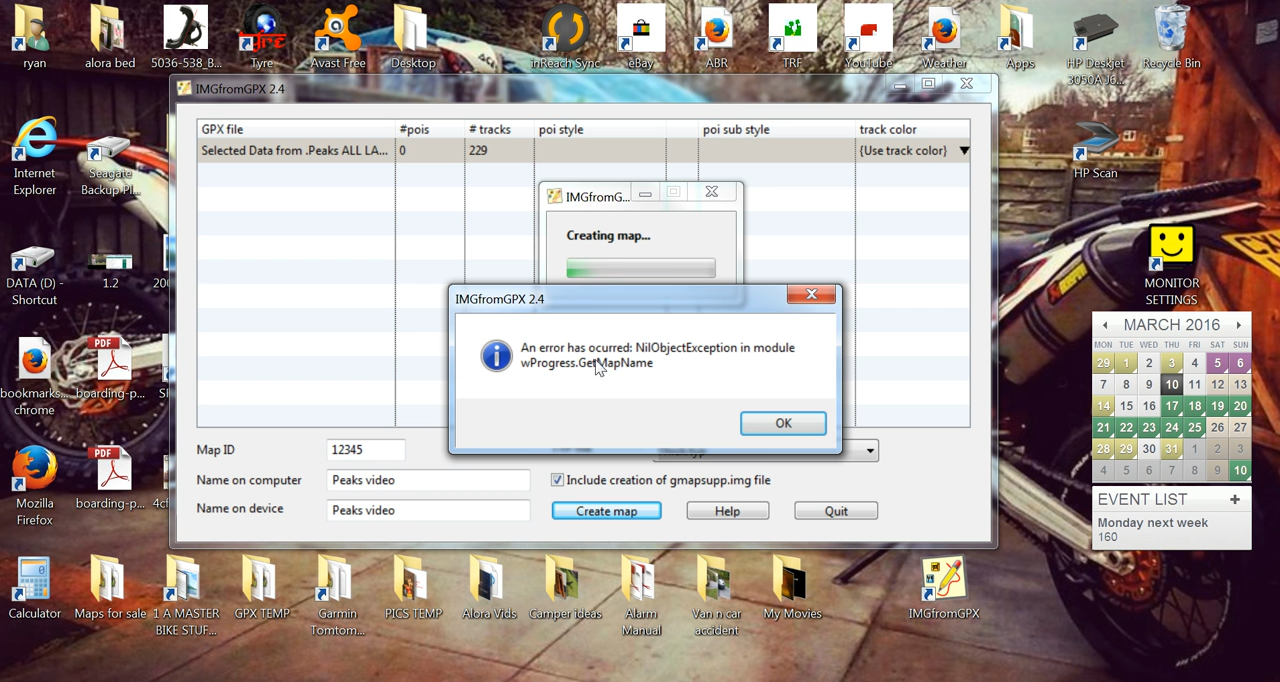 ryan
alora bed
5036-538_B...
Tyre
Avast Free
Desktop
inReach Sync
eBay
ABR
TRF
YouTube
Weather
Apps
HP Deskjet
3050A J6...
Recycle Bin
IMGfromGPX 2.4
GPX file
#pois
# tracks
poi style
poi sub style
track color
Selected Data from .Peaks ALL LA...
0
229
{Use track color}
Internet
Explorer
Seagate
Backup Pl...
HP Scan
IMGfromG...
Creating map...
DATA (D) -
Shortcut
1.2
MONITOR
SETTINGS
IMGfromGPX 2.4
An error has ocurred: NilObjectException in module
wProgress.GetMapName
OK
bookmarks...
chrome
PDF
boarding-p...
Mozilla
Firefox
PDF
boarding-p...
Map ID
12345
Name on computer
Peaks video
Include creation of gmapsupp.img file
Name on device
Peaks video
Create map
Help
Quit
MARCH 2016
MON TUE WED THU FRI SAT SUN
29 1 2 3 4 5 6
7 8 9 10 11 12 13
14 15 16 17 18 19 20
21 22 23 24 25 26 27
28 29 30 31 1 2 3
4 5 6 7 8 9 10
EVENT LIST +
Monday next week
160
Calculator
Maps for sale
1 A MASTER
BIKE STUF...
GPX TEMP
Garmin
Tomtom...
PICS TEMP
Alora Vids
Camper ideas
Alarm
Manual
Van n car
accident
My Movies
IMGfromGPX